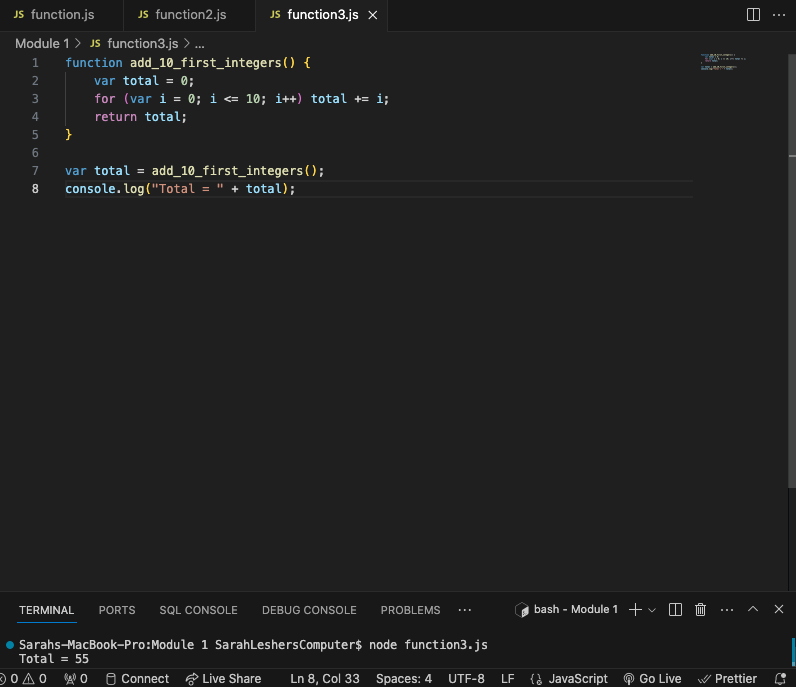 JS function.js JS function2.js JS function3.js
Module 1 > JS function3.js > ...
1 function add_10_first_integers() {
2 var total = 0;
3 for (var i = 0; i <= 10; i++) total += i;
4 return total;
5 }
6
7 var total = add_10_first_integers();
8 console.log("Total = " + total);
TERMINAL PORTS SQL CONSOLE DEBUG CONSOLE PROBLEMS ... bash - Module 1
Sarahs-MacBook-Pro:Module 1 SarahLeshersComputer$ node function3.js
Total = 55
0 0 0 Connect Live Share Ln 8, Col 33 Spaces: 4 UTF-8 LF {} JavaScript Go Live Prettier